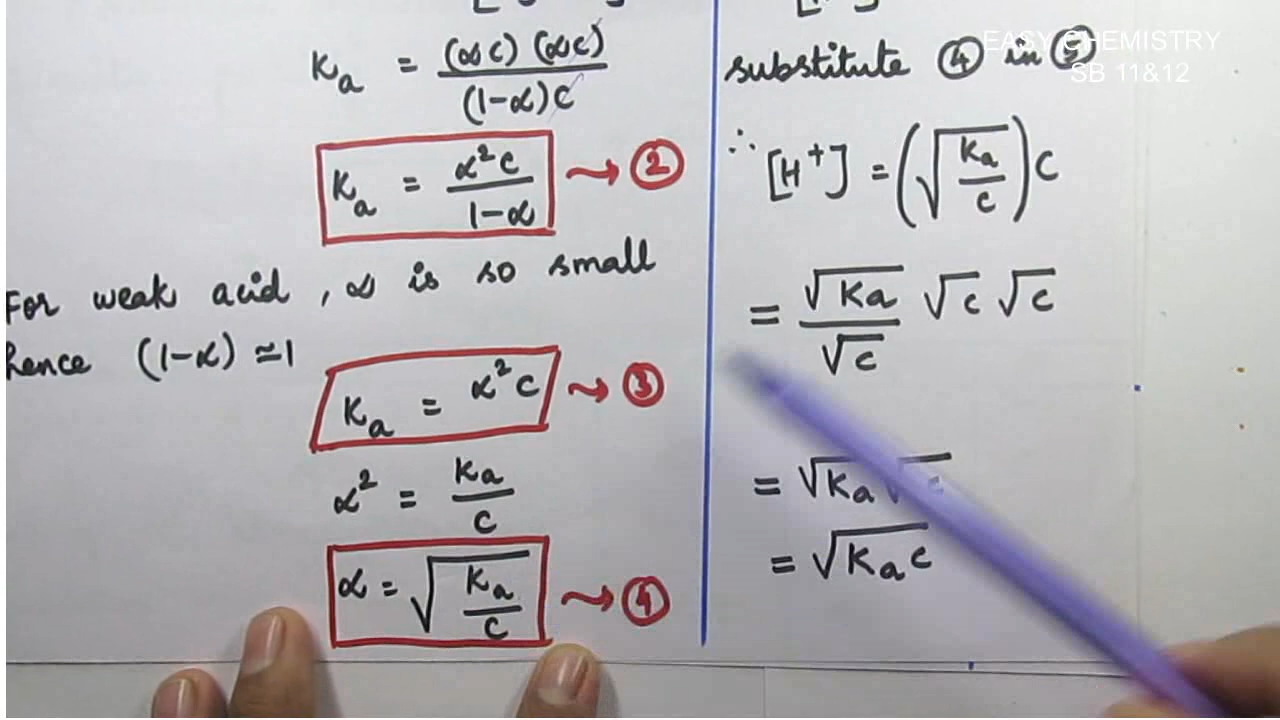 Ka = (αc) (αc) / (1-α)c
Ka = α²c / 1-α → ②
For weak acid, α is so small
hence (1-α) ≃ 1
Ka = α²c → ③
α² = Ka / c
α = √(Ka / c) → ④
EASY CHEMISTRY
SB 11&12
substitute ④ in ⑤
∴ [H⁺] = (√(Ka / c)) c
= √Ka / √c √c √c
= √Ka
= √Ka c